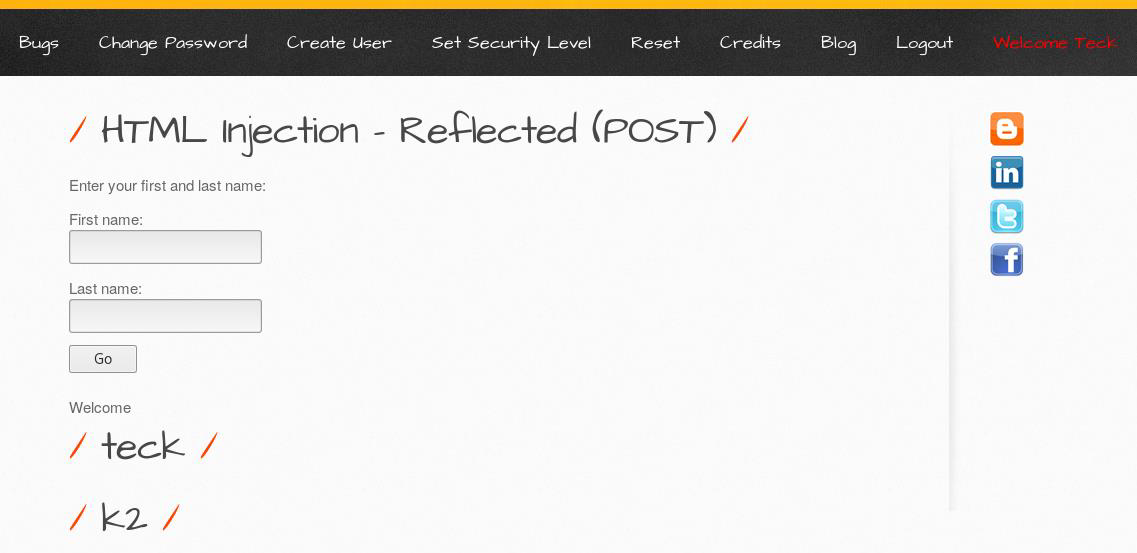 Bugs Change Password Create User Set Security Level Reset Credits Blog Logout Welcome Teck
/ HTML Injection - Reflected (POST) /
Enter your first and last name:
First name:
Last name:
Go
Welcome
/ teck /
/ k2 /